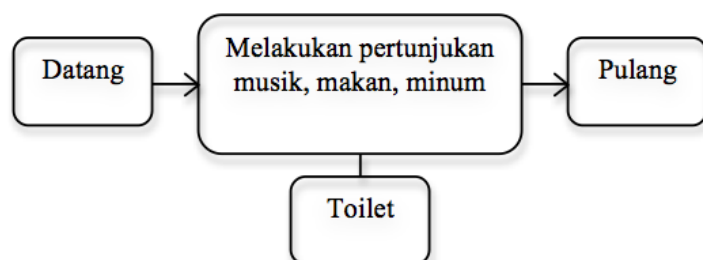 Datang
Melakukan pertunjukan
musik, makan, minum
Pulang
Toilet